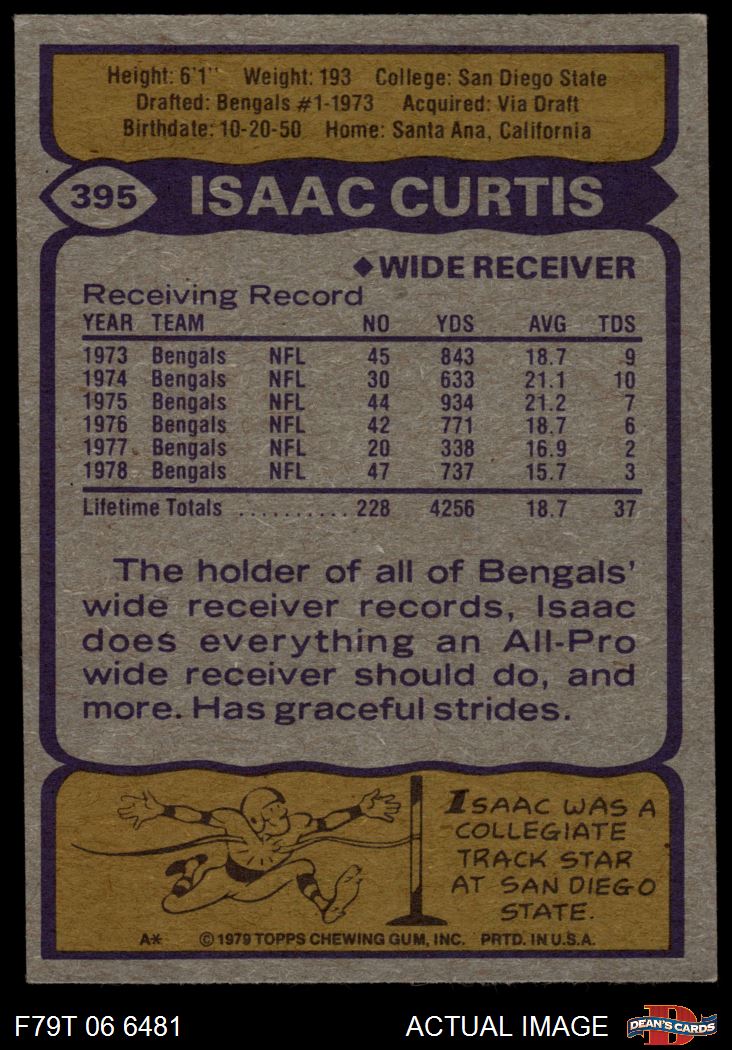 Height: 6'1" Weight: 193 College: San Diego State
Drafted: Bengals #1-1973 Acquired: Via Draft
Birthdate: 10-20-50 Home: Santa Ana, California
395 ISAAC CURTIS
◆WIDE RECEIVER
Receiving Record
YEAR TEAM NO YDS AVG TDS
1973 Bengals NFL 45 843 18.7 9
1974 Bengals NFL 30 633 21.1 10
1975 Bengals NFL 44 934 21.2 7
1976 Bengals NFL 42 771 18.7 6
1977 Bengals NFL 20 338 16.9 2
1978 Bengals NFL 47 737 15.7 3
Lifetime Totals .......... 228 4256 18.7 37
The holder of all of Bengals'
wide receiver records, Isaac
does everything an All-Pro
wide receiver should do, and
more. Has graceful strides.
ISAAC WAS A
COLLEGIATE
TRACK STAR
AT SAN DIEGO
STATE.
A* © 1979 TOPPS CHEWING GUM, INC. PRTD. IN U.S.A.
F79T 06 6481 ACTUAL IMAGE D DEAN'S CARDS